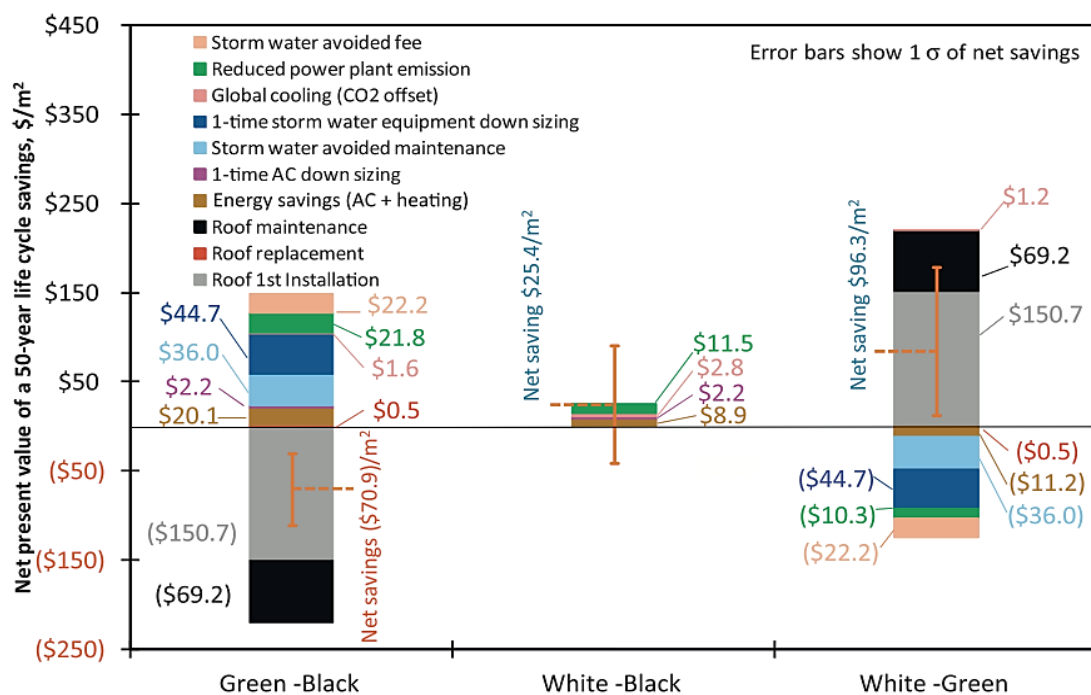 Net present value of a 50-year life cycle savings, $/m²
$450
$350
$250
$150
$50
($50)
($150)
($250)
Storm water avoided fee
Reduced power plant emission
Global cooling (CO2 offset)
1-time storm water equipment down sizing
Storm water avoided maintenance
1-time AC down sizing
Energy savings (AC + heating)
Roof maintenance
Roof replacement
Roof 1st Installation
Error bars show 1 σ of net savings
$44.7
$36.0
$2.2
$20.1
$22.2
$21.8
$1.6
$0.5
($150.7)
($69.2)
Net savings ($70.9)/m²
Net saving $25.4/m²
$11.5
$2.8
$2.2
$8.9
Net saving $96.3/m²
$1.2
$69.2
$150.7
($0.5)
($11.2)
($36.0)
($44.7)
($10.3)
($22.2)
Green -Black
White -Black
White -Green